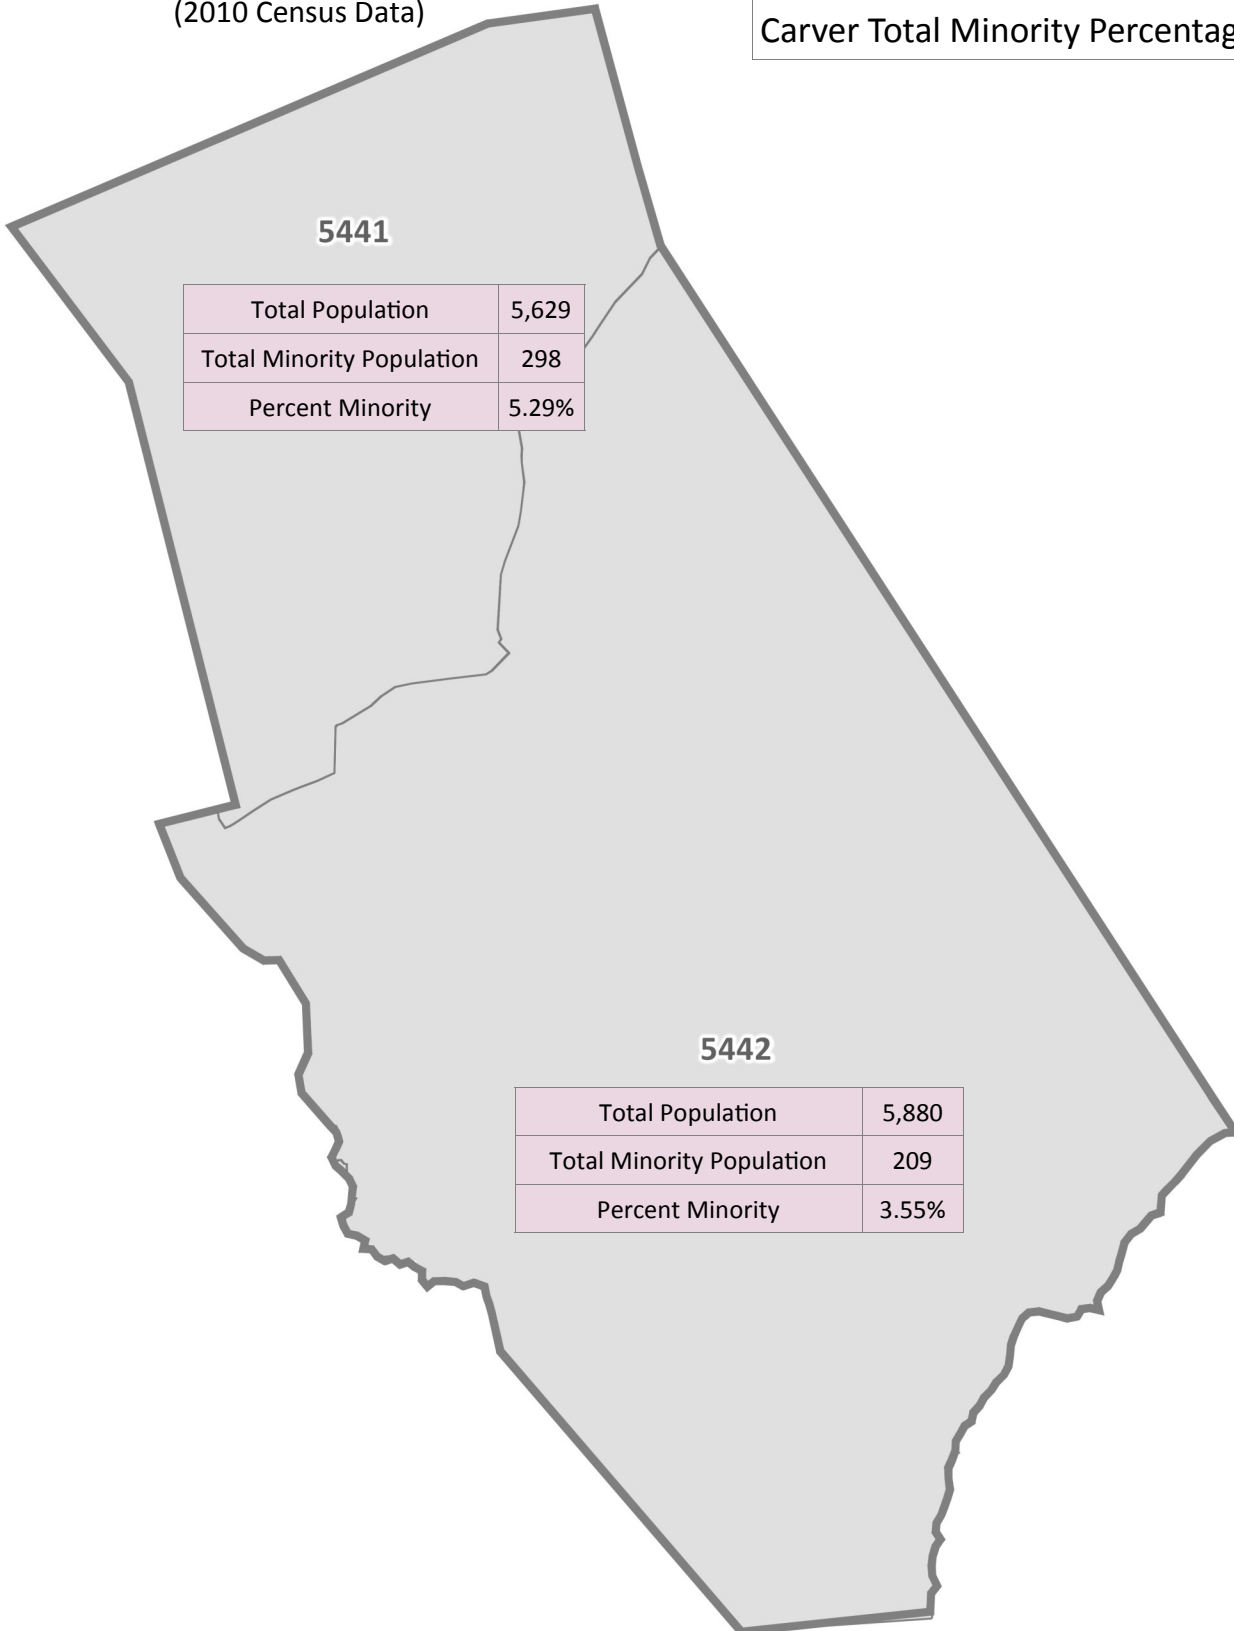 (2010 Census Data)
Carver Total Minority
5441
Total Population 5,629
Total Minority Population 298
Percent Minority 5.29%
5442
Total Population 5,880
Total Minority Population 209
Percent Minority 3.55%